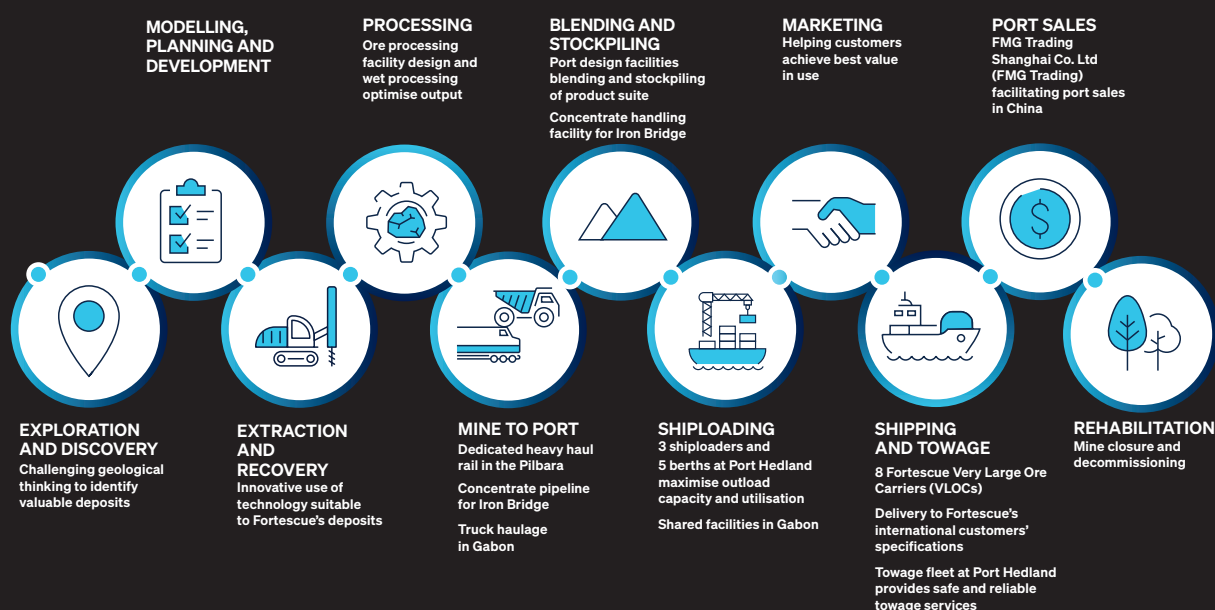 MODELLING,
PLANNING AND
DEVELOPMENT
PROCESSING
Ore processing
facility design and
wet processing
optimise output
BLENDING AND
STOCKPILING
Port design facilities
blending and stockpiling
of product suite
Concentrate handling
facility for Iron Bridge
MARKETING
Helping customers
achieve best value
in use
PORT SALES
FMG Trading
Shanghai Co. Ltd
(FMG Trading)
facilitating port sales
in China
$
EXPLORATION
AND DISCOVERY
Challenging geological
thinking to identify
valuable deposits
EXTRACTION
AND
RECOVERY
Innovative use of
technology suitable
to Fortescue's deposits
MINE TO PORT
Dedicated heavy haul
rail in the Pilbara
Concentrate pipeline
for Iron Bridge
Truck haulage
in Gabon
SHIPLOADING
3 shiploaders and
5 berths at Port Hedland
maximise outload
capacity and utilisation
Shared facilities in Gabon
SHIPPING
AND TOWAGE
8 Fortescue Very Large Ore
Carriers (VLOCs)
Delivery to Fortescue's
international customers'
specifications
Towage fleet at Port Hedland
provides safe and reliable
towage services
REHABILITATION
Mine closure and
decommissioning